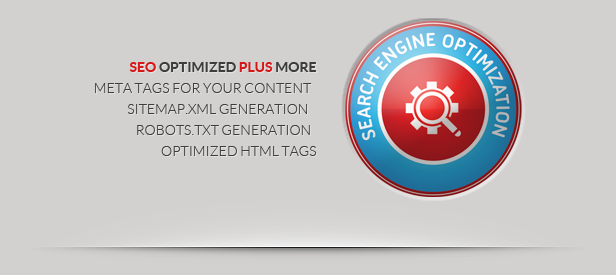 SEO OPTIMIZED PLUS MORE
META TAGS FOR YOUR CONTENT
SITEMAP.XML GENERATION
ROBOTS.TXT GENERATION
OPTIMIZED HTML TAGS
SEARCH ENGINE OPTIMIZATION